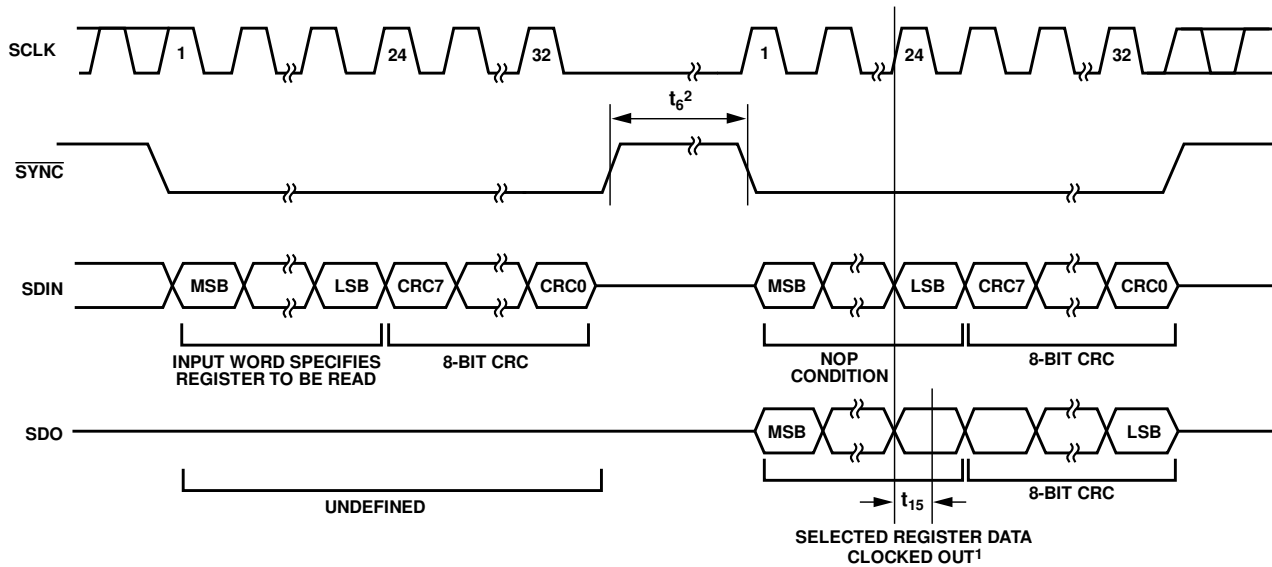 SCLK
1
24
32
1
24
32
t6²
SYNC
SDIN
MSB
LSB
CRC7
CRC0
MSB
LSB
CRC7
CRC0
INPUT WORD SPECIFIES
REGISTER TO BE READ
8-BIT CRC
NOP
CONDITION
8-BIT CRC
SDO
MSB
LSB
UNDEFINED
t15
8-BIT CRC
SELECTED REGISTER DATA
CLOCKED OUT¹